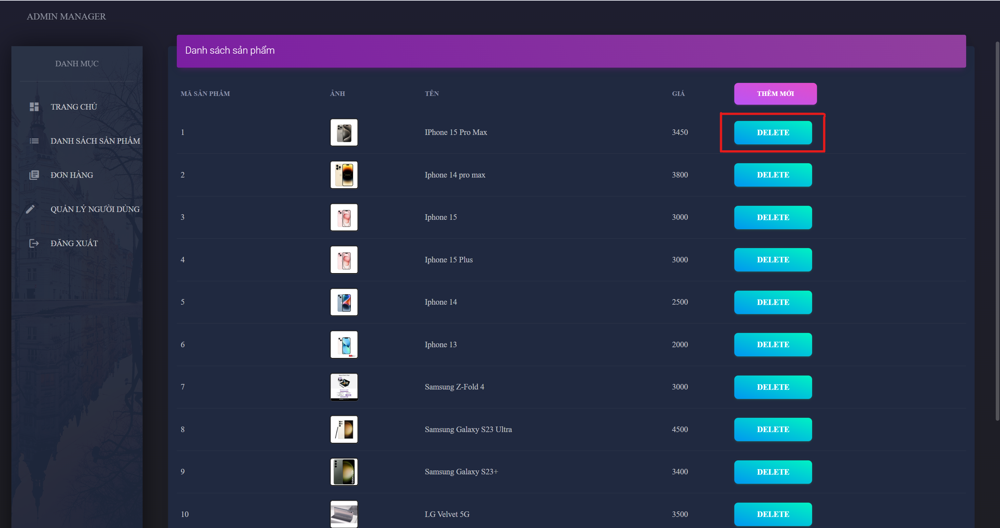 ADMIN MANAGER
DANH MỤC
TRANG CHỦ
DANH SÁCH SẢN PHẨM
ĐƠN HÀNG
QUẢN LÝ NGƯỜI DÙNG
ĐĂNG XUẤT
Danh sách sản phẩm
MÃ SẢN PHẨM ẢNH TÊN GIÁ THÊM MỚI
1 IPhone 15 Pro Max 3450 DELETE
2 Iphone 14 pro max 3800 DELETE
3 Iphone 15 3000 DELETE
4 Iphone 15 Plus 3000 DELETE
5 Iphone 14 2500 DELETE
6 Iphone 13 2000 DELETE
7 Samsung Z-Fold 4 3000 DELETE
8 Samsung Galaxy S23 Ultra 4500 DELETE
9 Samsung Galaxy S23+ 3400 DELETE
10 LG Velvet 5G 3500 DELETE